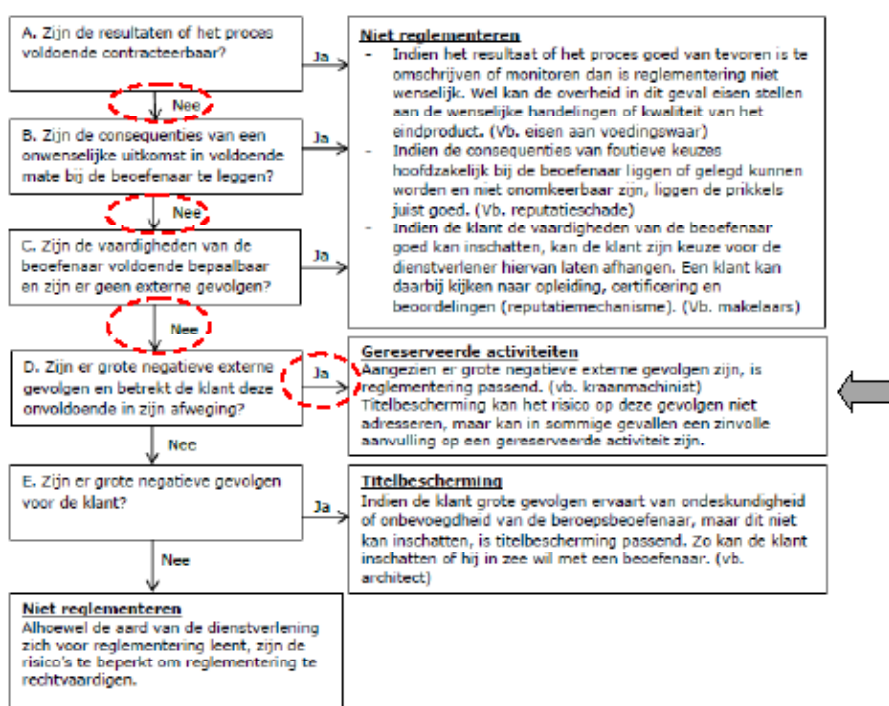 A. Zijn de resultaten of het proces
voldoende contracteerbaar?
Ja
Nee
Niet reglementeren
- Indien het resultaat of het proces goed van tevoren is te
omschrijven of monitoren dan is reglementering niet
wenselijk. Wel kan de overheid in dit geval eisen stellen
aan de wenselijke handelingen of kwaliteit van het
eindproduct. (Vb. eisen aan voedingswaar)
- Indien de consequenties van foutieve keuzes
hoofdzakelijk bij de beoefenaar liggen of gelegd kunnen
worden en niet onomkeerbaar zijn, liggen de prikkels
juist goed. (Vb. reputatieschade)
- Indien de klant de vaardigheden van de beoefenaar
goed kan inschatten, kan de klant zijn keuze voor de
dienstverlener hiervan laten afhangen. Een klant kan
daarbij kijken naar opleiding, certificering en
beoordelingen (reputatiemechanisme). (Vb. makelaars)
B. Zijn de consequenties van een
onwenselijke uitkomst in voldoende
mate bij de beoefenaar te leggen?
Ja
Nee
C. Zijn de vaardigheden van de
beoefenaar voldoende bepaalbaar
en zijn er geen externe gevolgen?
Ja
Nee
D. Zijn er grote negatieve externe
gevolgen en betrekt de klant deze
onvoldoende in zijn afweging?
Ja
Nee
Gereserveerde activiteiten
Aangezien er grote negatieve externe gevolgen zijn, is
reglementering passend. (vb. kraanmachinist)
Titelbescherming kan het risico op deze gevolgen niet
adresseren, maar kan in sommige gevallen een zinvolle
aanvulling op een gereserveerde activiteit zijn.
E. Zijn er grote negatieve gevolgen
voor de klant?
Ja
Nee
Titelbescherming
Indien de klant grote gevolgen ervaart van ondeskundigheid
of onbevoegdheid van de beroepsbeoefenaar, maar dit niet
kan inschatten, is titelbescherming passend. Zo kan de klant
inschatten of hij in zee wil met een beoefenaar. (vb.
architect)
Niet reglementeren
Alhoewel de aard van de dienstverlening
zich voor reglementering leent, zijn de
risico's te beperkt om reglementering te
rechtvaardigen.